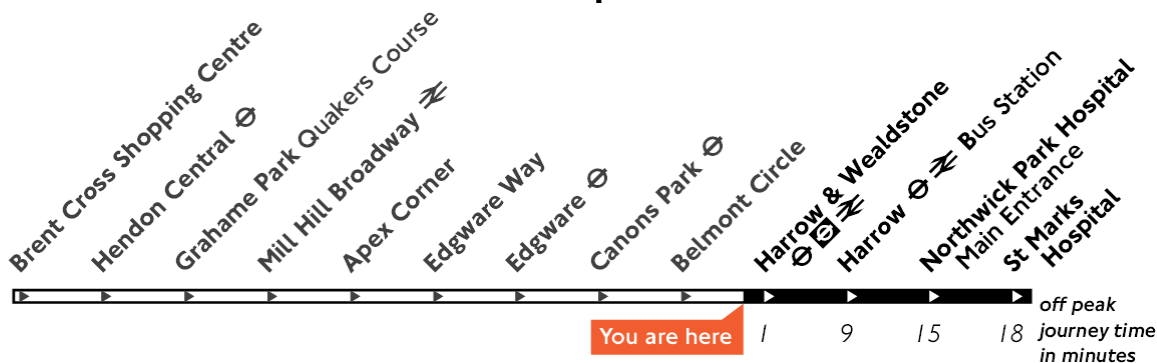 Brent Cross Shopping Centre
Hendon Central
Grahame Park Quakers Course
Mill Hill Broadway
Apex Corner
Edgware Way
Edgware
Canons Park
Belmont Circle
Harrow & Wealdstone
Harrow Bus Station
Northwick Park Hospital
Main Entrance
St Marks
Hospital
You are here
1 9 15 18
off peak
journey time
in minutes